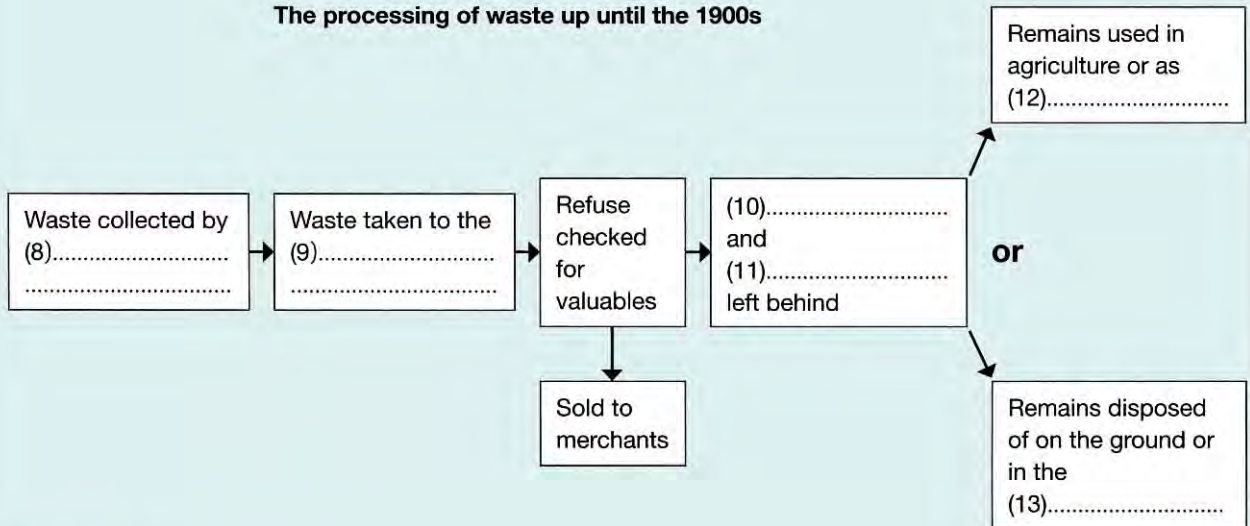 The processing of waste up until the 1900s
Waste collected by
(8)..............................
...................................
Waste taken to the
(9)..............................
...................................
Refuse
checked
for
valuables
Sold to
merchants
(10)..............................
and
(11)..............................
left behind
or
Remains used in
agriculture or as
(12)..............................
Remains disposed
of on the ground or
in the
(13)..............................